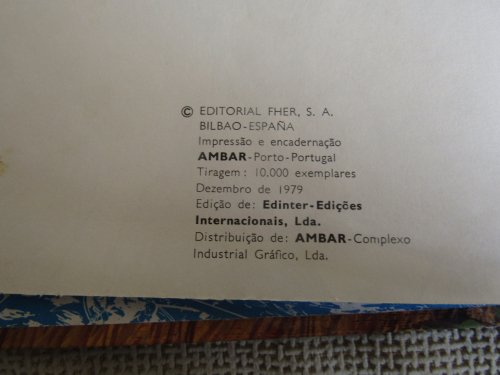 © EDITORIAL FHER, S. A.
BILBAO-ESPAÑA
Impressão e encadernação
AMBAR-Porto-Portugal
Tiragem: 10.000 exemplares
Dezembro de 1979
Edição de: Edinter-Edições
Internacionais, Lda.
Distribuição de: AMBAR-Complexo
Industrial Gráfico, Lda.